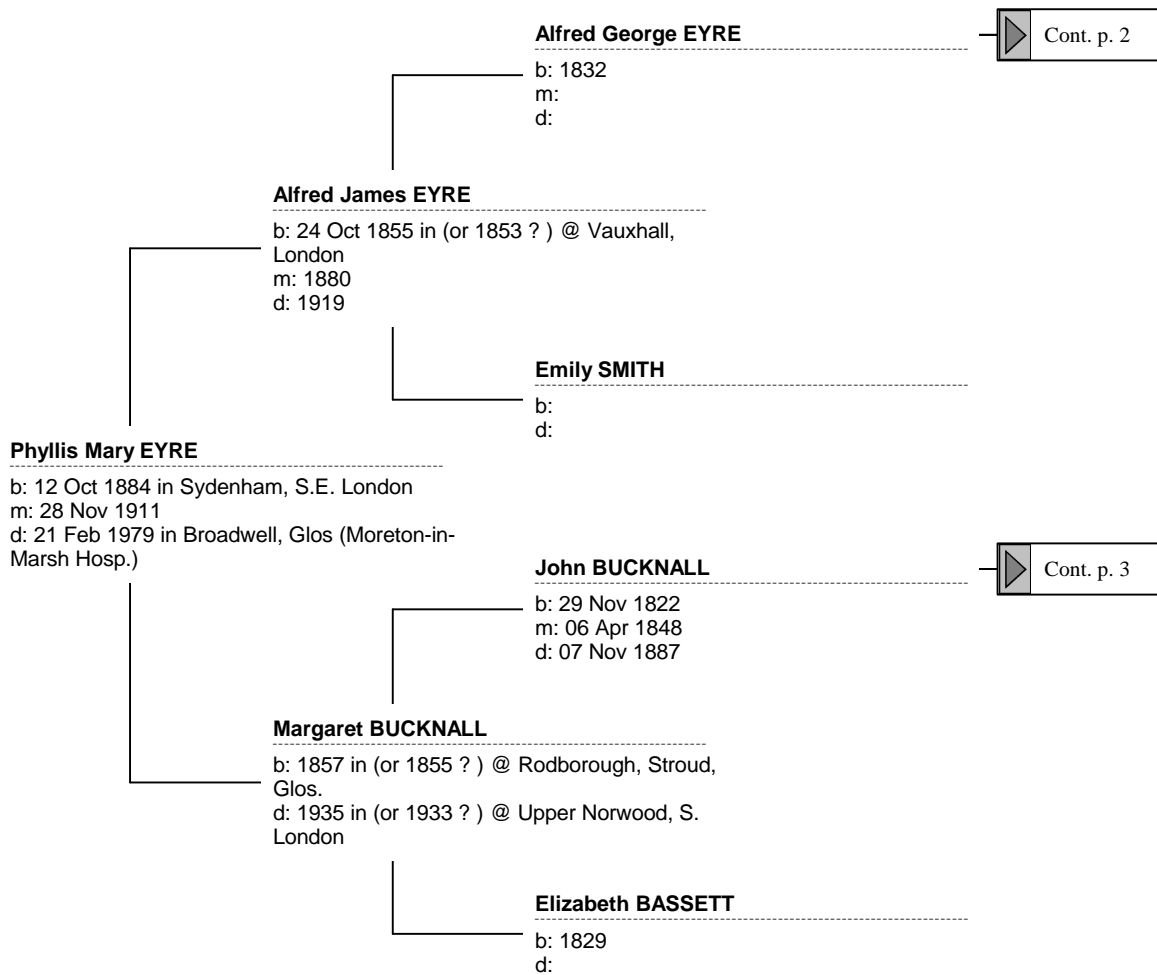 Alfred George EYRE
Cont. p. 2
b: 1832
m:
d:
Alfred James EYRE
b: 24 Oct 1855 in (or 1853 ? ) @ Vauxhall,
London
m: 1880
d: 1919
Emily SMITH
b:
d:
Phyllis Mary EYRE
b: 12 Oct 1884 in Sydenham, S.E. London
m: 28 Nov 1911
d: 21 Feb 1979 in Broadwell, Glos (Moreton-in-
Marsh Hosp.)
John BUCKNALL
Cont. p. 3
b: 29 Nov 1822
m: 06 Apr 1848
d: 07 Nov 1887
Margaret BUCKNALL
b: 1857 in (or 1855 ? ) @ Rodborough, Stroud,
Glos.
d: 1935 in (or 1933 ? ) @ Upper Norwood, S.
London
Elizabeth BASSETT
b: 1829
d: